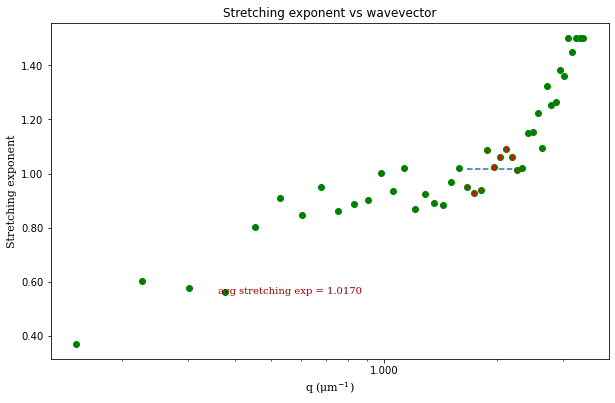 Stretching exponent vs wavevector
1.40
1.20
1.00
0.80
0.60
0.40
Stretching exponent
avg stretching exp = 1.0170
1.000
q (μm⁻¹)